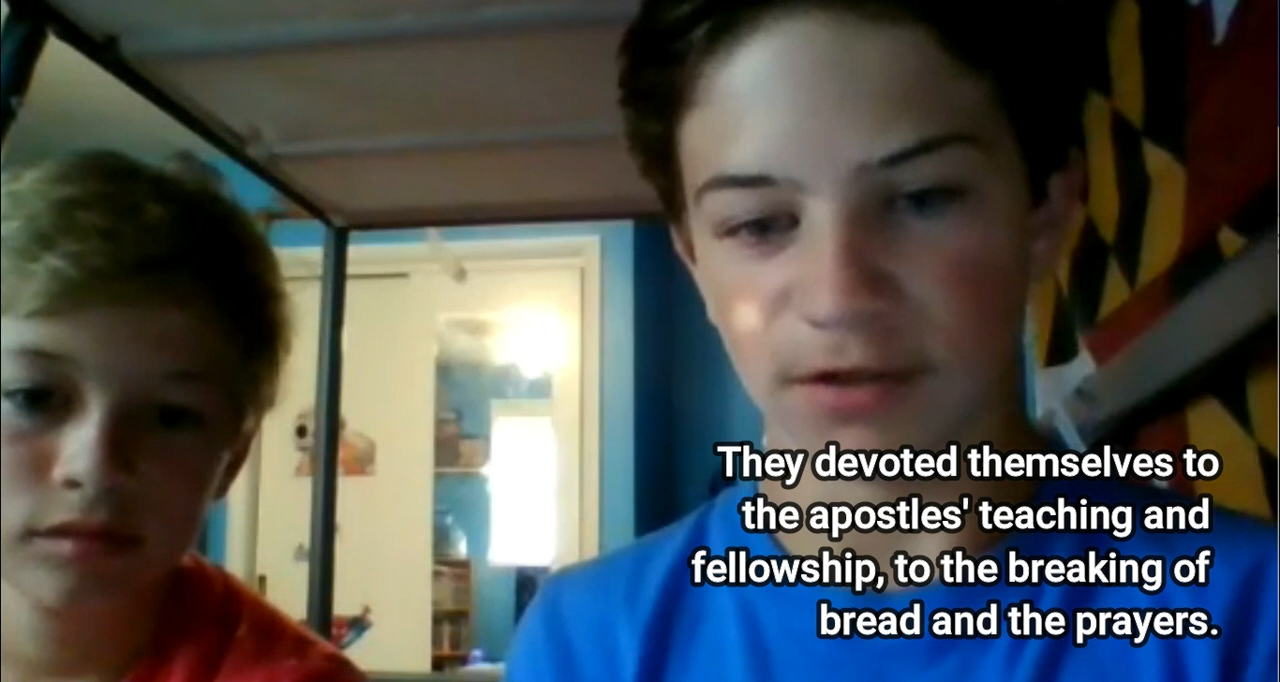 They devoted themselves to
the apostles' teaching and
fellowship, to the breaking of
bread and the prayers.